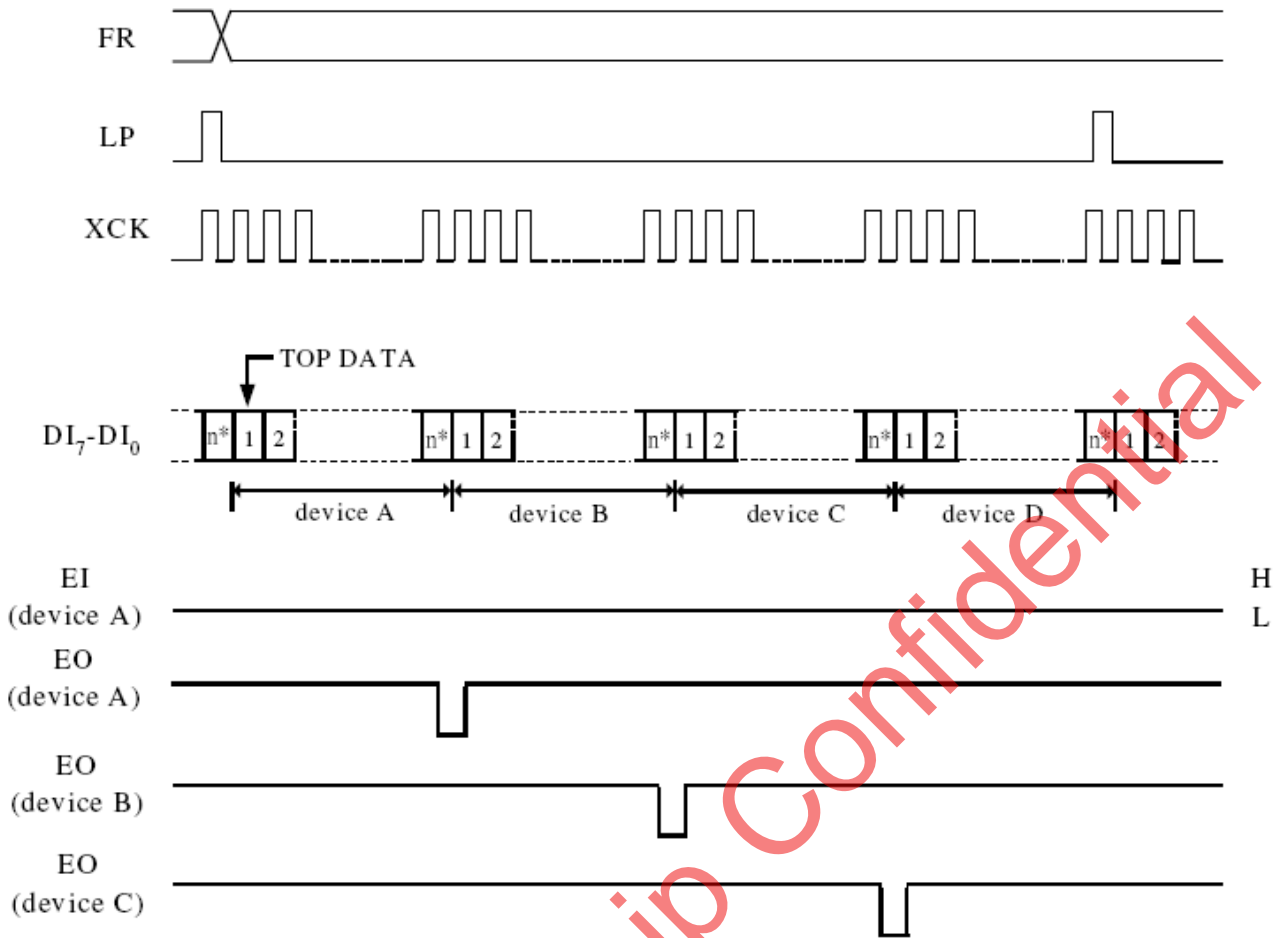 FR
LP
XCK
TOP DATA
DI₇-DI₀
n* 1 2 n* 1 2 n* 1 2 n* 1 2 n* 1 2
device A device B device C device D
EI
(device A)
H
L
EO
(device A)
EO
(device B)
EO
(device C)
ip Confidential